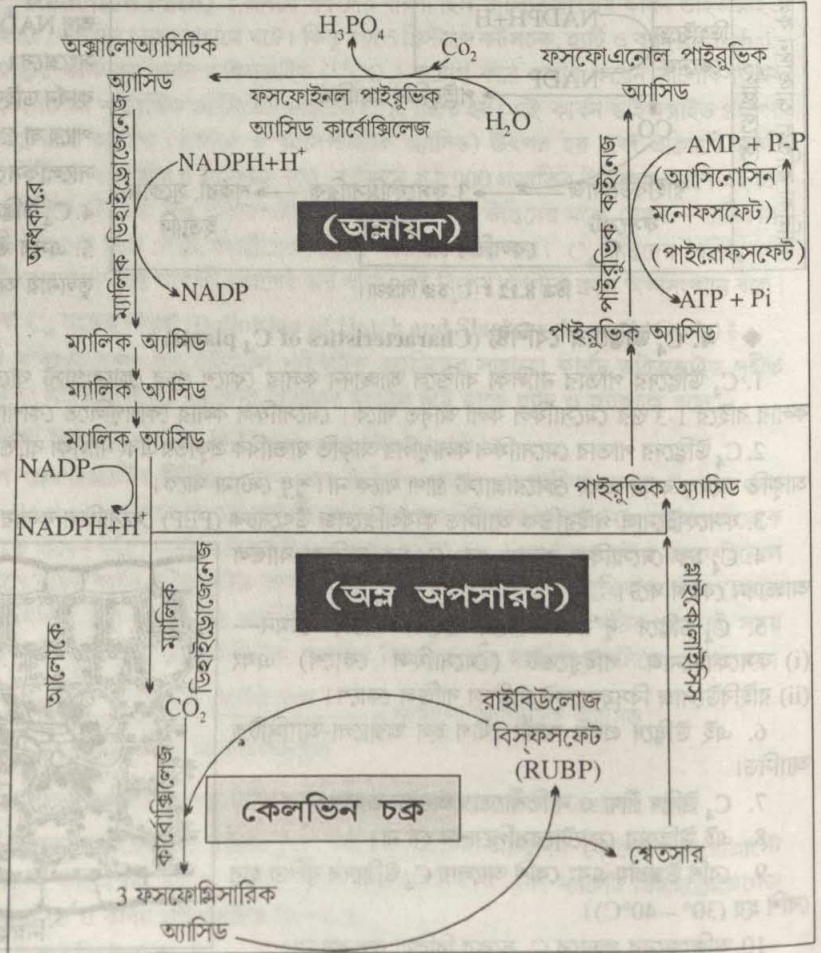 H₃PO₄
অক্সালোঅ্যাসিটিক
অ্যাসিড
Co₂
ফসফোইনল পাইরুভিক
অ্যাসিড কার্বোক্সিলেজ
H₂O
ফসফোএনোল পাইরুভিক
অ্যাসিড
অন্ধকারে
ম্যালিক ডিহাইড্রোজেনেজ
NADPH+H⁺
NADP
(অম্লায়ন)
পাইরুভিক কাইনেজ
AMP + P-P
(অ্যাসিনোসিন
মনোফসফেট)
(পাইরোফসফেট)
ATP + Pi
পাইরুভিক অ্যাসিড
ম্যালিক অ্যাসিড
ম্যালিক অ্যাসিড
ম্যালিক অ্যাসিড
NADP
NADPH+H⁺
পাইরুভিক অ্যাসিড
আলোকে
ম্যালিক
ডিহাইড্রোজেনেজ
(অম্ল অপসারণ)
গ্লাইকোলাইসিস
CO₂
রাইবিউলোজ
বিস্ফসফেট
(RUBP)
কার্বোক্সিলেজ
কেলভিন চক্র
শ্বেতসার
3 ফসফোগ্লিসারিক
অ্যাসিড